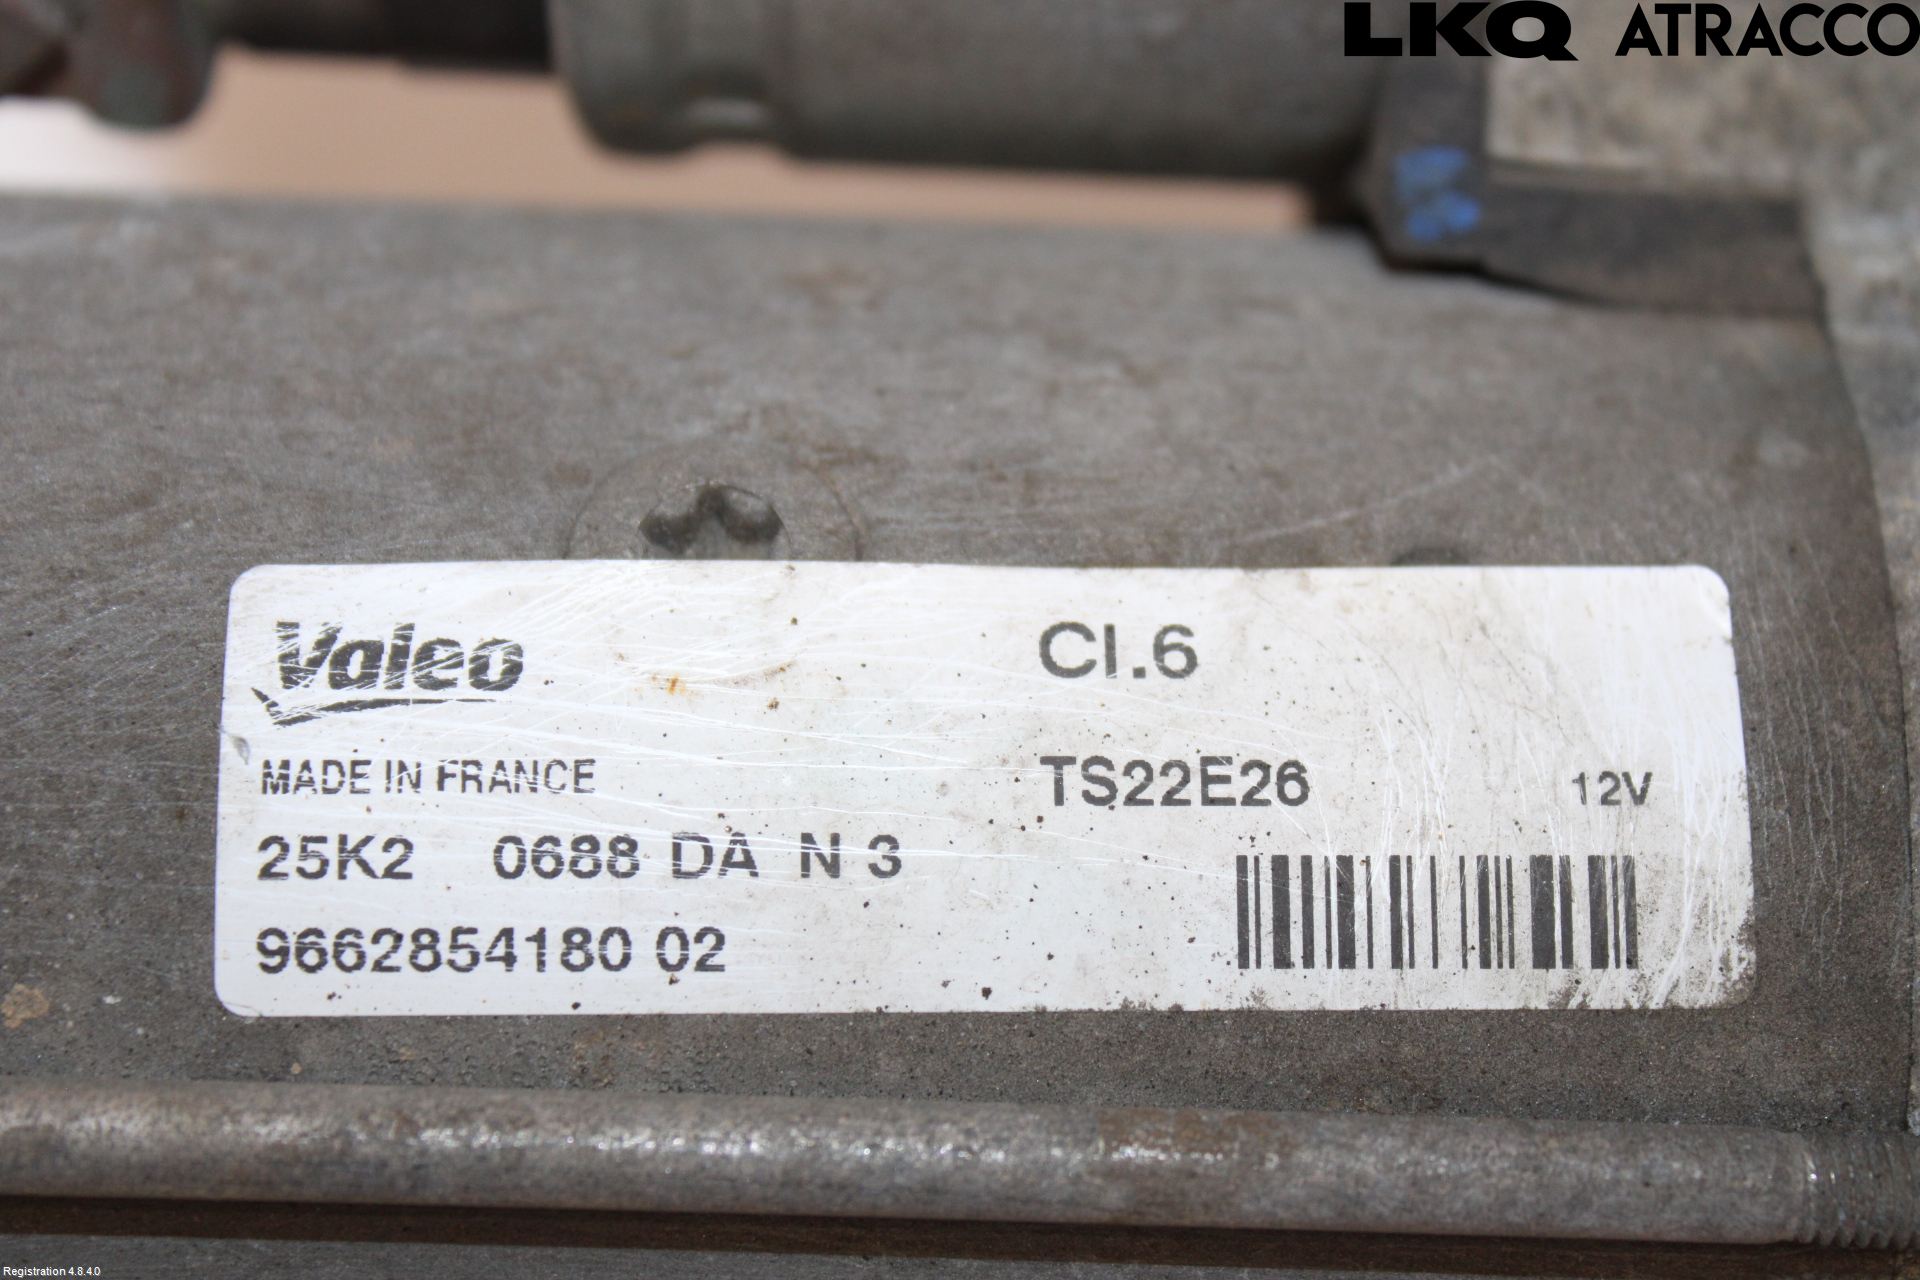 LKQ ATRACCO
Valeo
CI.6
MADE IN FRANCE
TS22E26
12V
25K2 0688 DA N 3
9662854180 02
Registration 4.8.4.0